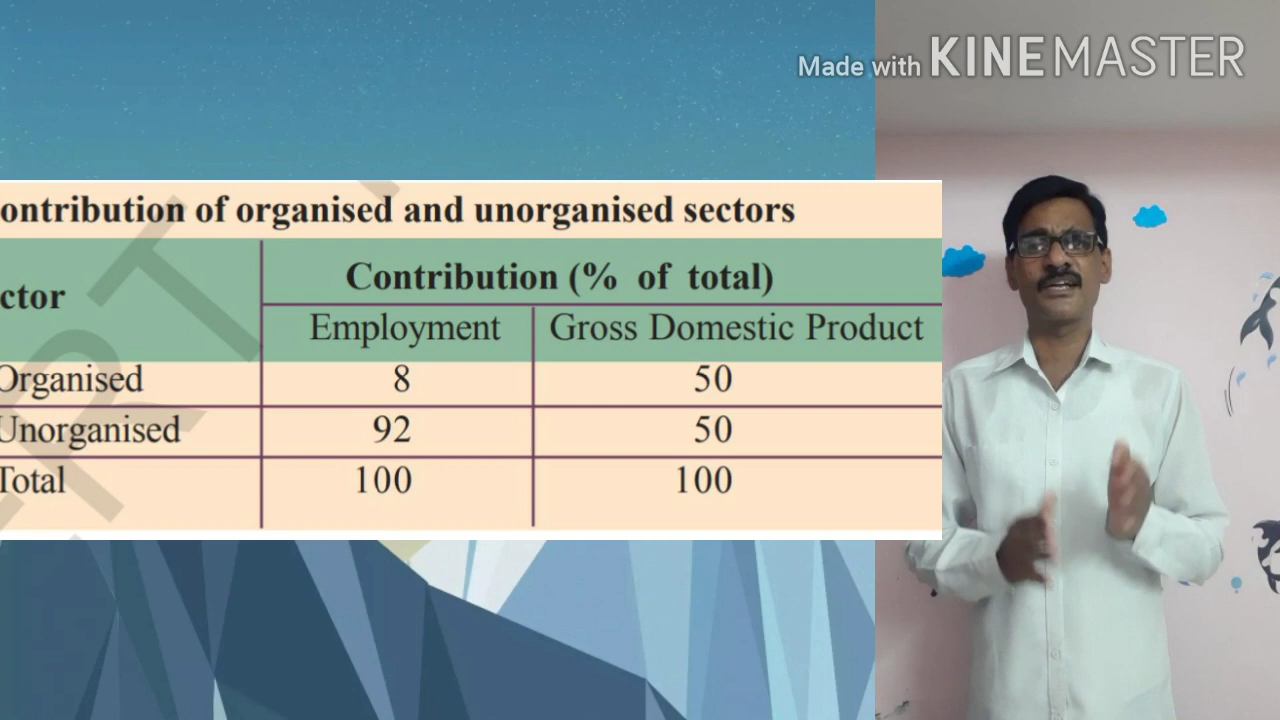 Made with KINEMASTER
ontribution of organised and unorganised sectors
ctor
Contribution (% of total)
Employment Gross Domestic Product
Organised 8 50
Unorganised 92 50
Total 100 100